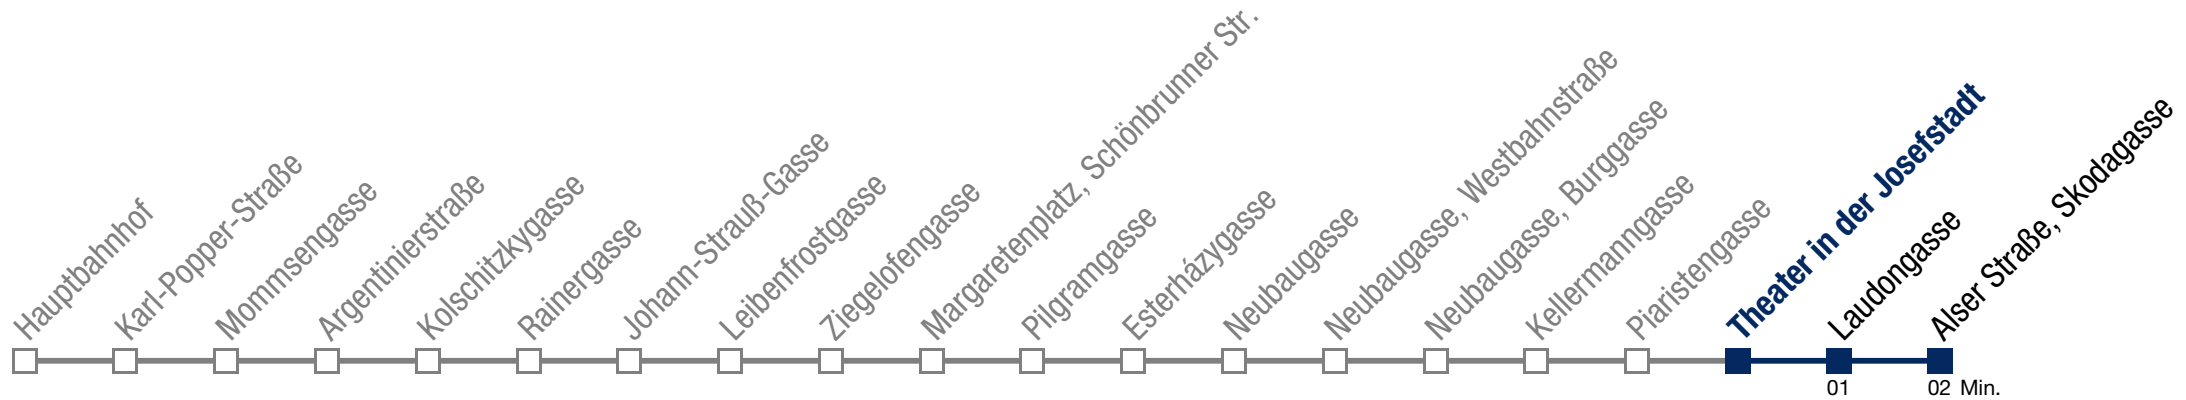 Hauptbahnhof
Karl-Popper-Straße
Mommsengasse
Argentinierstraße
Kolschitzkygasse
Rainergasse
Johann-Strauß-Gasse
Leibenfrostgasse
Ziegelofengasse
Margaretenplatz, Schönbrunner Str.
Pilgramgasse
Esterházygasse
Neubaugasse
Neubaugasse, Westbahnstraße
Neubaugasse, Burggasse
Kellermanngasse
Piaristengasse
Theater in der Josefstadt
Laudongasse
Alser Straße, Skodagasse
01 02 Min.